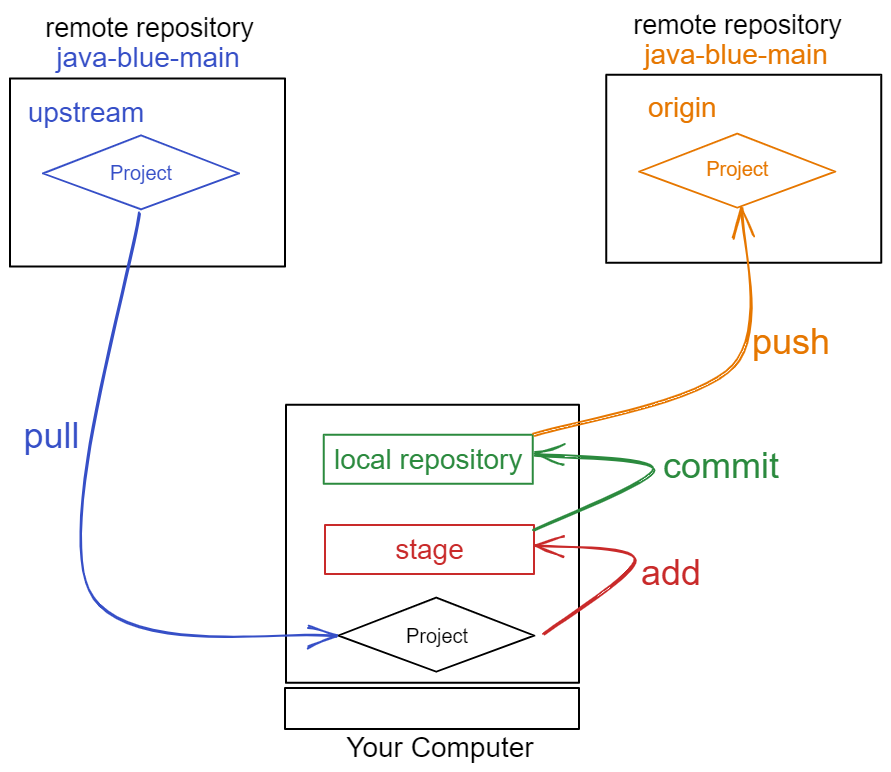 remote repository
java-blue-main
upstream
Project
remote repository
java-blue-main
origin
Project
push
pull
local repository
commit
stage
add
Project
Your Computer